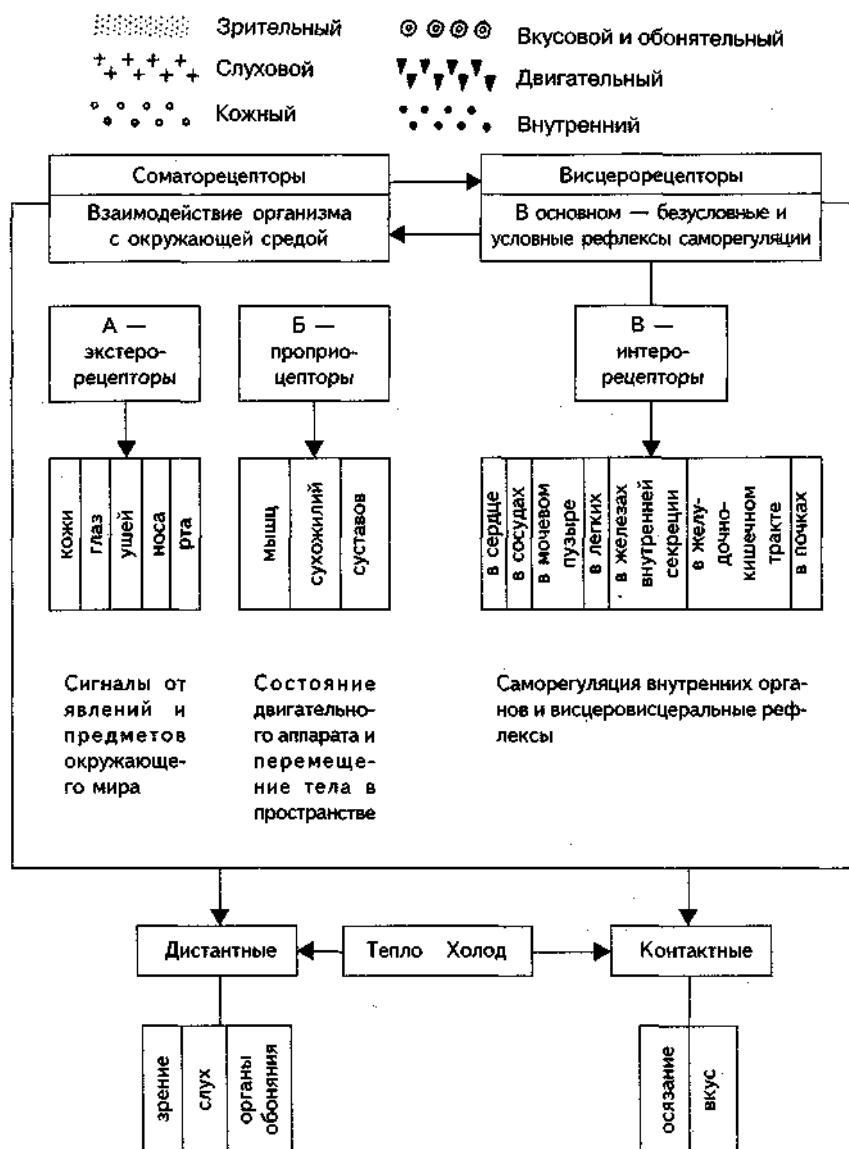 Зрительный
Слуховой
Кожный
Вкусовой и обонятельный
Двигательный
Внутренний
Соматорецепторы
Взаимодействие организма
с окружающей средой
Висцерорецепторы
В основном — безусловные и
условные рефлексы саморегуляции
А —
экстеро-
рецепторы
Б —
проприо-
цепторы
В —
интеро-
рецепторы
кожи
глаз
ушей
носа
рта
мышц
сухожилий
суставов
в сердце
в сосудах
в мочевом
пузыре
в легких
в железах
внутренней
секреции
в желу-
дочно-
кишечном
тракте
в почках
Сигналы от
явлений и
предметов
окружающе-
го мира
Состояние
двигательно-
го аппарата и
перемеще-
ние тела в
пространстве
Саморегуляция внутренних орга-
нов и висцеровисцеральные реф-
лексы
Дистантные
Тепло Холод
Контактные
зрение
слух
органы
обоняния
осязание
вкус